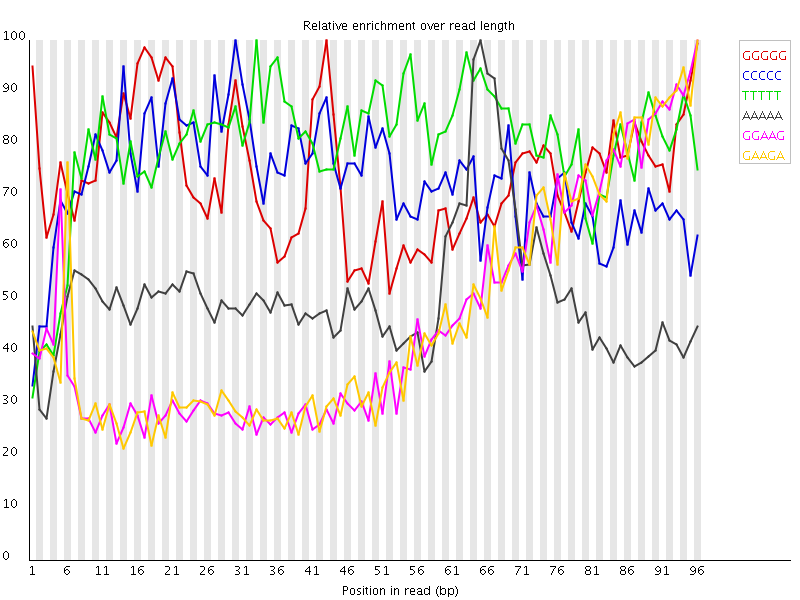 Relative enrichment over read length
100
90
80
70
60
50
40
30
20
10
0
GGGGG
CCCCC
TTTTT
AAAAA
GGAAG
GAAGA
1 6 11 16 21 26 31 36 41 46 51 56 61 66 71 76 81 86 91 96
Position in read (bp)